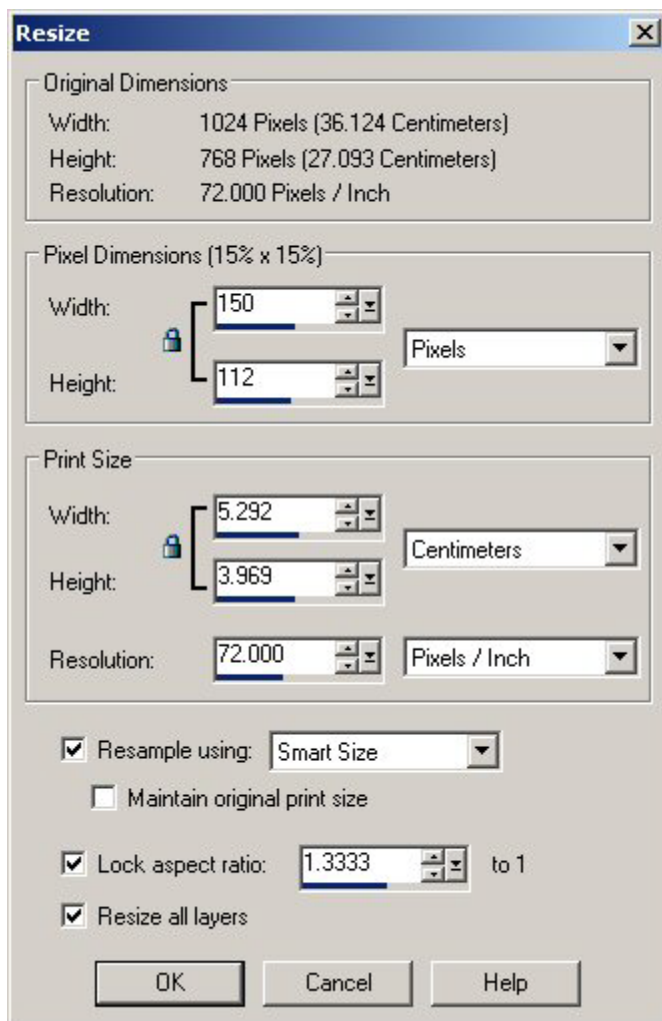 Resize
Original Dimensions
Width: 1024 Pixels (36.124 Centimeters)
Height: 768 Pixels (27.093 Centimeters)
Resolution: 72.000 Pixels / Inch
Pixel Dimensions (15% x 15%)
Width: 150
Pixels
Height: 112
Print Size
Width: 5.292
Centimeters
Height: 3.969
Resolution: 72.000 Pixels / Inch
Resample using: Smart Size
Maintain original print size
Lock aspect ratio: 1.3333 to 1
Resize all layers
OK Cancel Help